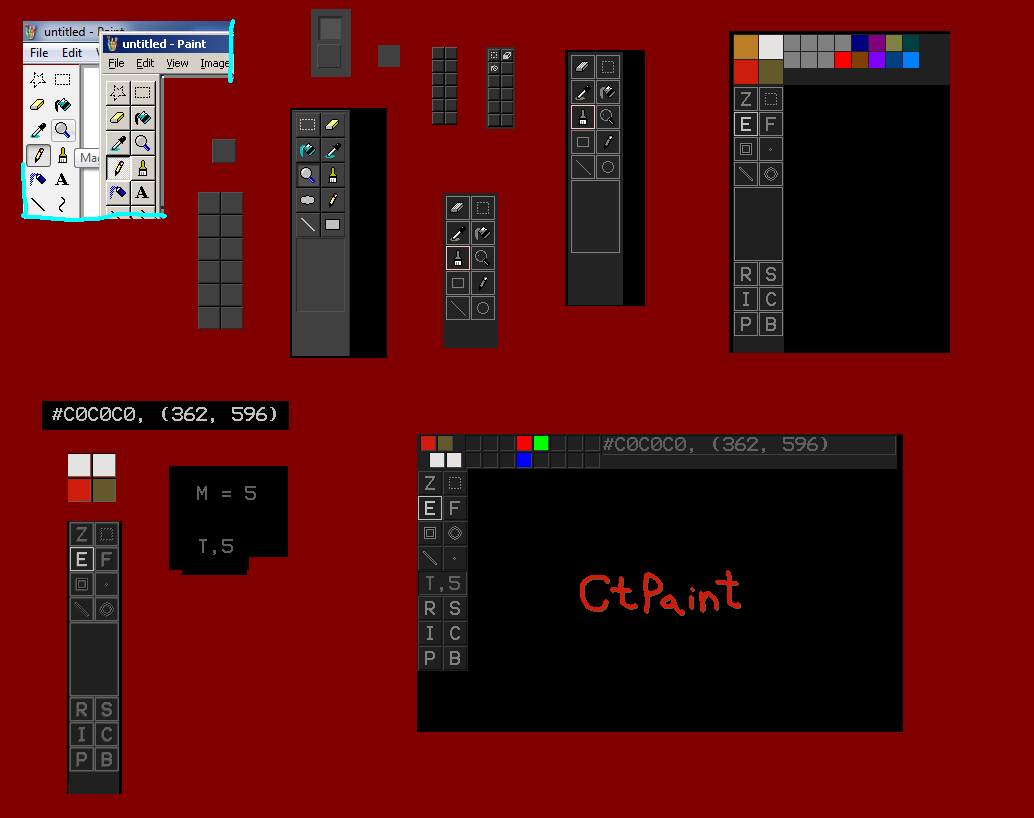 untitled - Paint
File Edit
untitled - Paint
File Edit View Image
A
A
Z
E F
R S
I C
P B
#C0C0C0, (362, 596)
M = 5
T,5
Z
E F
R S
I C
P B
#C0C0C0, (362, 596)
Z
E F
T,5
R S
I C
P B
CtPaint